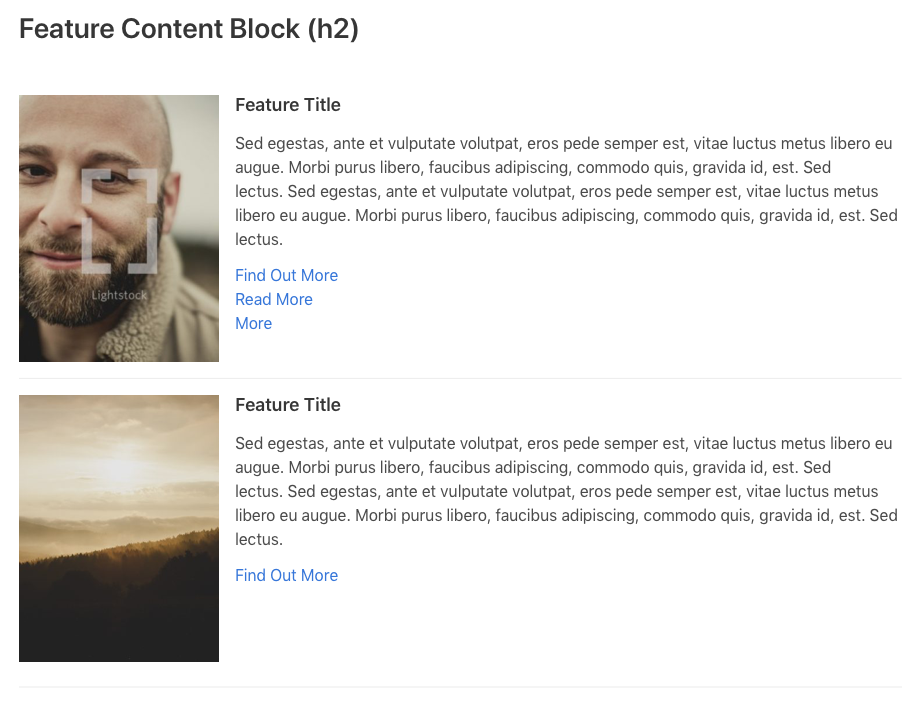 Feature Content Block (h2)
Feature Title
Sed egestas, ante et vulputate volutpat, eros pede semper est, vitae luctus metus libero eu
augue. Morbi purus libero, faucibus adipiscing, commodo quis, gravida id, est. Sed
lectus. Sed egestas, ante et vulputate volutpat, eros pede semper est, vitae luctus metus
libero eu augue. Morbi purus libero, faucibus adipiscing, commodo quis, gravida id, est. Sed
lectus.
Find Out More
Read More
More
Lightstock
Feature Title
Sed egestas, ante et vulputate volutpat, eros pede semper est, vitae luctus metus libero eu
augue. Morbi purus libero, faucibus adipiscing, commodo quis, gravida id, est. Sed
lectus. Sed egestas, ante et vulputate volutpat, eros pede semper est, vitae luctus metus
libero eu augue. Morbi purus libero, faucibus adipiscing, commodo quis, gravida id, est. Sed
lectus.
Find Out More